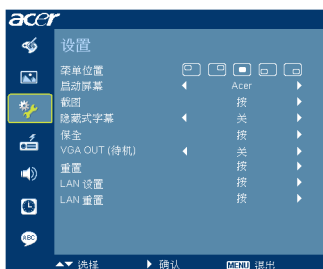 acer
设置
菜单位置
启动屏幕 Acer
截图 按
隐藏式字幕 关
保全 按
VGA OUT (待机) 关
重置 按
LAN 设置 按
LAN 重置 按
ABC
选择 确认 MENU 退出